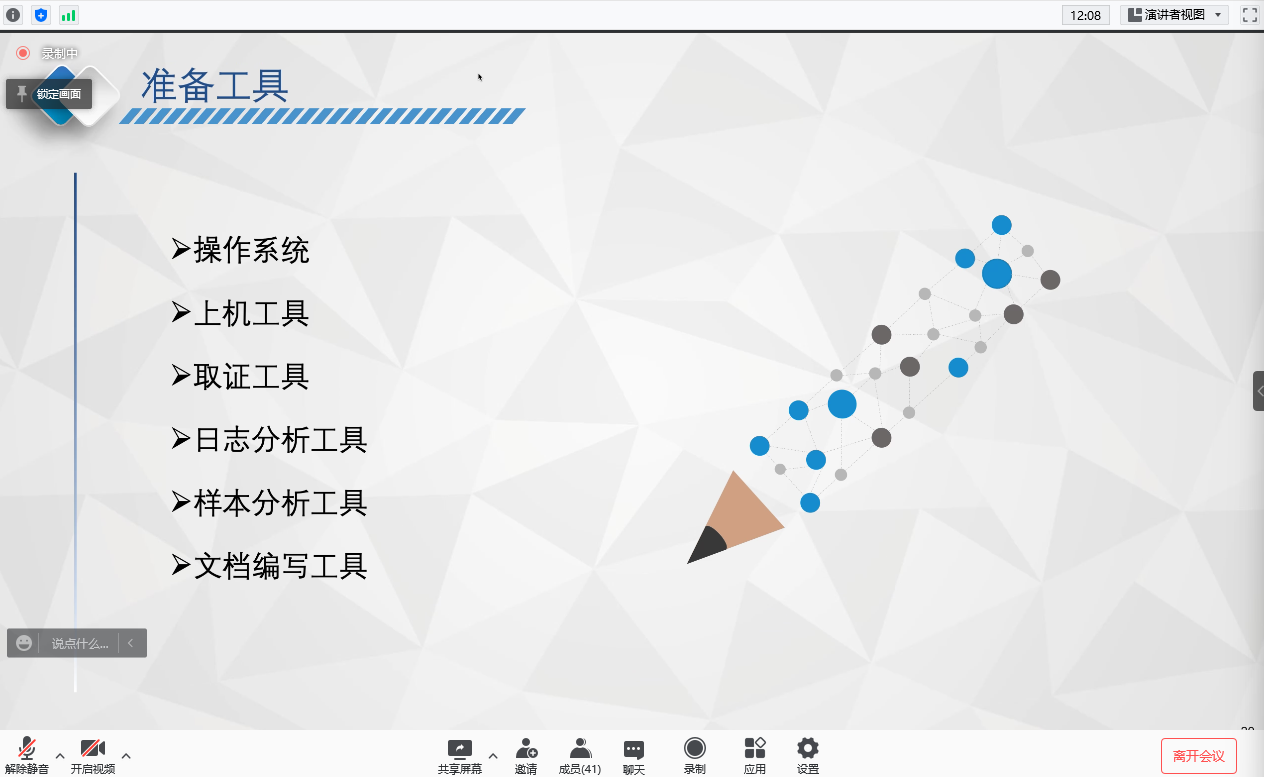 12:08
演讲者视图
录制中
锁定画面
准备工具
➢操作系统
➢上机工具
➢取证工具
➢日志分析工具
➢样本分析工具
➢文档编写工具
说点什么...
解除静音
开启视频
共享屏幕
邀请
成员(41)
聊天
录制
应用
设置
离开会议